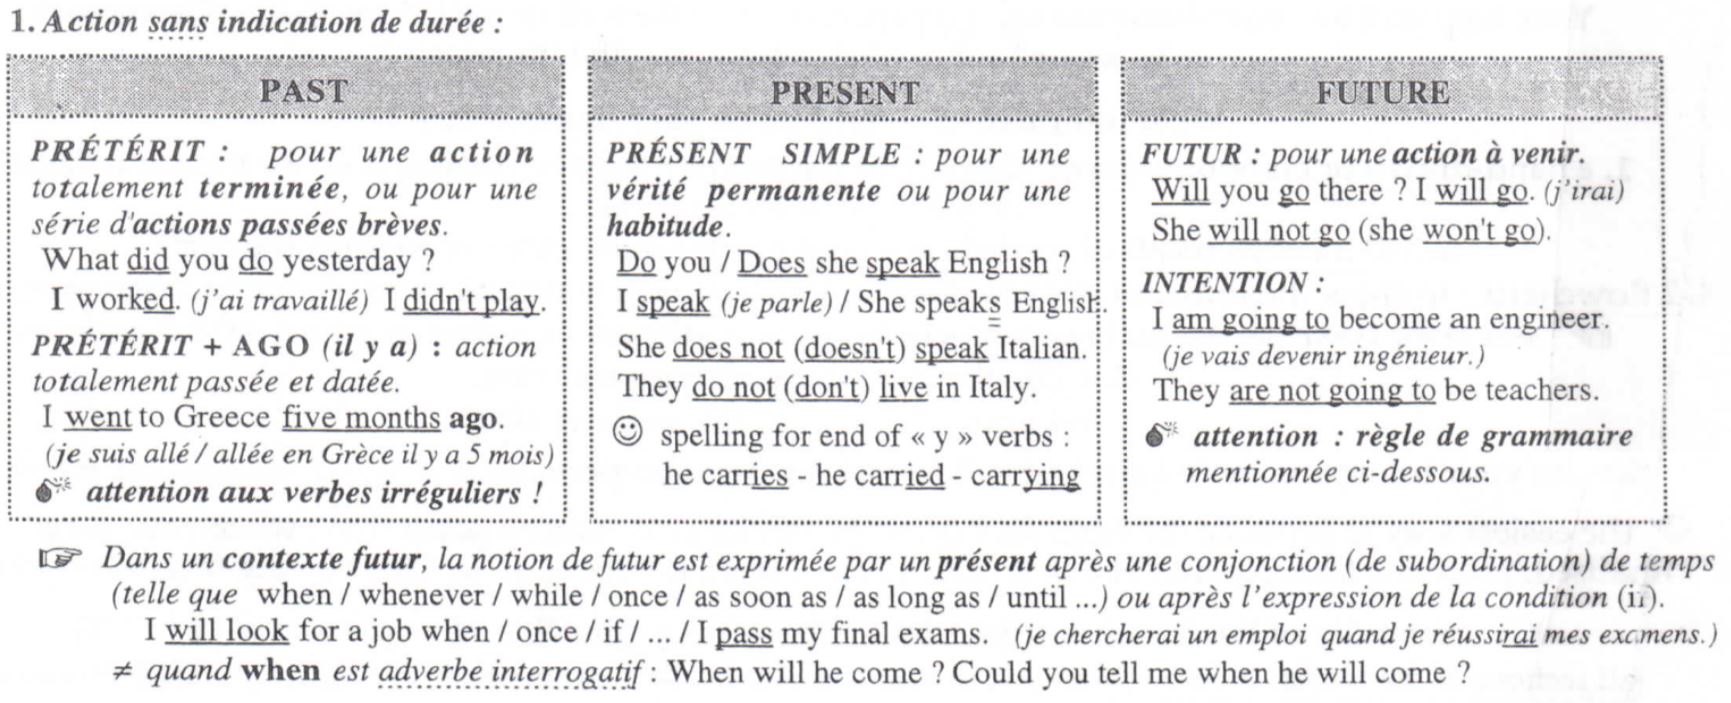 1. Action sans indication de durée :
PAST
PRÉTÉRIT : pour une action
totalement terminée, ou pour une
série d'actions passées brèves.
What did you do yesterday ?
I worked. (j'ai travaillé) I didn't play.
PRÉTÉRIT + AGO (il y a) : action
totalement passée et datée.
I went to Greece five months ago.
(je suis allé / allée en Grèce il y a 5 mois)
attention aux verbes irréguliers !
PRESENT
PRÉSENT SIMPLE : pour une
vérité permanente ou pour une
habitude.
Do you / Does she speak English ?
I speak (je parle) / She speaks English.
She does not (doesn't) speak Italian.
They do not (don't) live in Italy.
☺ spelling for end of « y » verbs :
he carries - he carried - carrying
FUTURE
FUTUR : pour une action à venir.
Will you go there ? I will go. (j'irai)
She will not go (she won't go).
INTENTION :
I am going to become an engineer.
(je vais devenir ingénieur.)
They are not going to be teachers.
attention : règle de grammaire
mentionnée ci-dessous.
☞ Dans un contexte futur, la notion de futur est exprimée par un présent après une conjonction (de subordination) de temps
(telle que when / whenever / while / once / as soon as / as long as / until ...) ou après l'expression de la condition (if).
I will look for a job when / once / if / ... / I pass my final exams. (je chercherai un emploi quand je réussirai mes examens.)
≠ quand when est adverbe interrogatif : When will he come ? Could you tell me when he will come ?